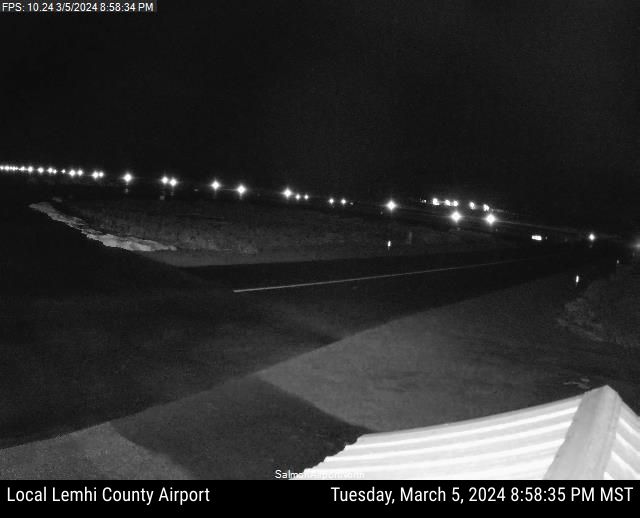 FPS: 10.24 3/5/2024 8:58:34 PM
Local Lemhi County Airport
Tuesday, March 5, 2024 8:58:35 PM MST